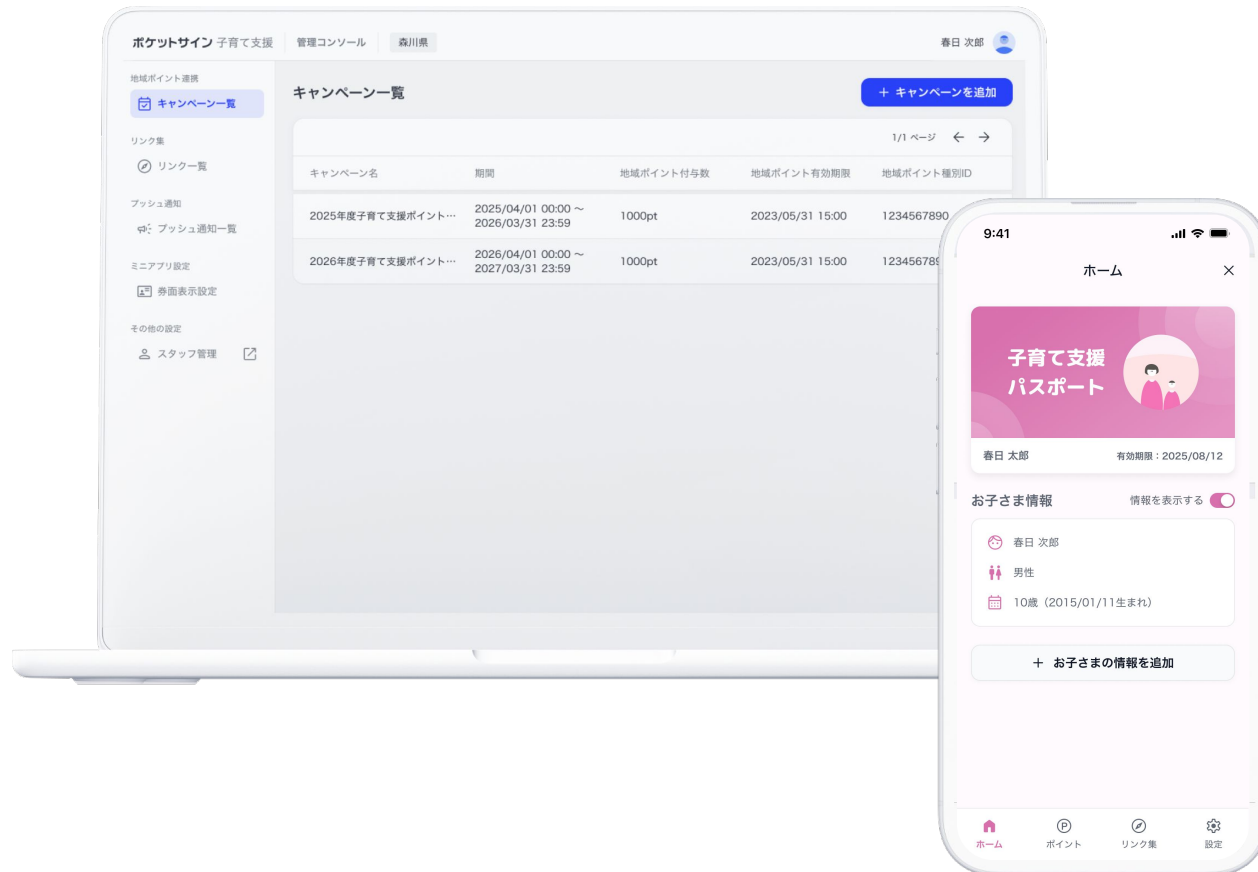 ポケットサイン 子育て支援 管理コンソール 森川県 春日 次郎
地域ポイント連携
キャンペーン一覧
リンク集
リンク一覧
プッシュ通知
プッシュ通知一覧
ミニアプリ設定
券面表示設定
その他の設定
スタッフ管理
キャンペーン一覧
+ キャンペーンを追加
1/1 ページ ← →
キャンペーン名 期間 地域ポイント付与数 地域ポイント有効期限 地域ポイント種別ID
2025年度子育て支援ポイント… 2025/04/01 00:00 ～ 1000pt 2023/05/31 15:00 1234567890
2026/03/31 23:59
2026年度子育て支援ポイント… 2026/04/01 00:00 ～ 1000pt 2023/05/31 15:00 123456789
2027/03/31 23:59
9:41
ホーム
子育て支援
パスポート
春日 太郎 有効期限：2025/08/12
お子さま情報 情報を表示する
春日 次郎
男性
10歳（2015/01/11生まれ）
+ お子さまの情報を追加
ホーム ポイント リンク集 設定